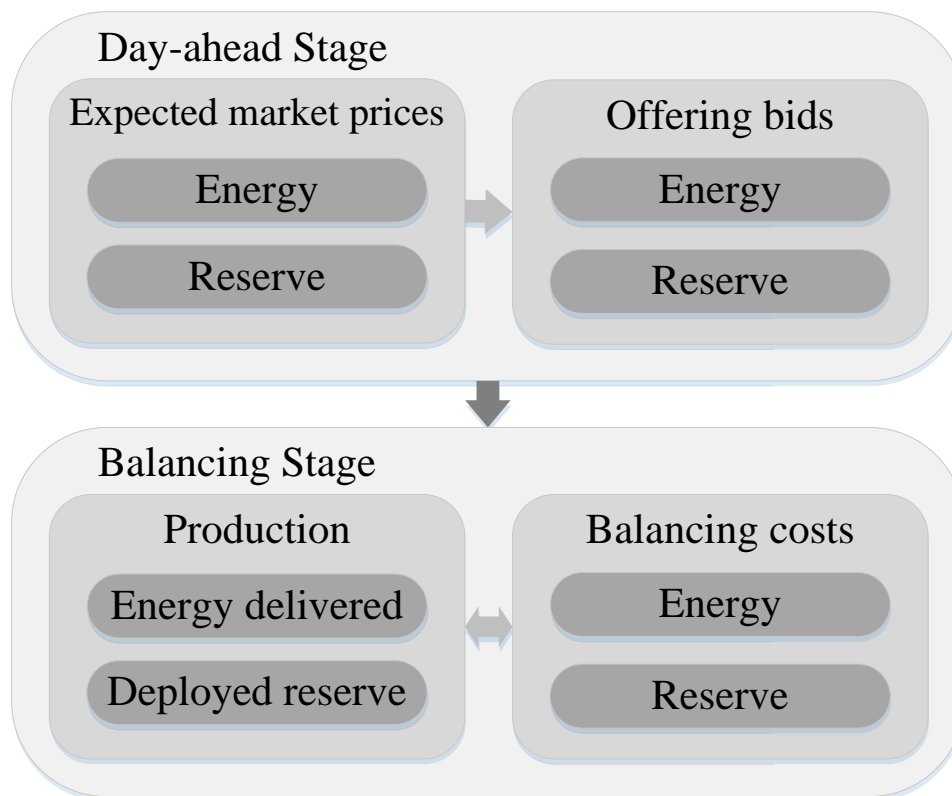 Day-ahead Stage
Expected market prices
Energy
Reserve
Offering bids
Energy
Reserve
Balancing Stage
Production
Energy delivered
Deployed reserve
Balancing costs
Energy
Reserve